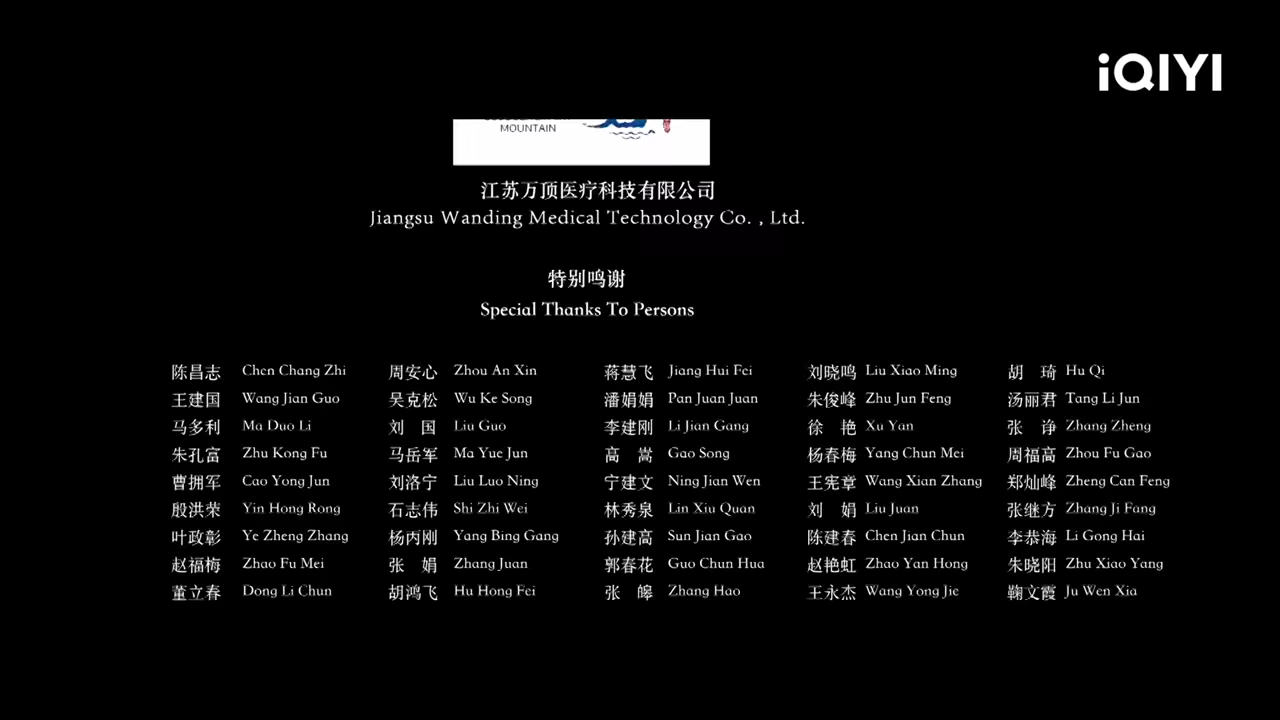 iQIYI
MOUNTAIN
江苏万顶医疗科技有限公司
Jiangsu Wanding Medical Technology Co. , Ltd.
特别鸣谢
Special Thanks To Persons
陈昌志 Chen Chang Zhi 周安心 Zhou An Xin 蒋慧飞 Jiang Hui Fei 刘晓鸣 Liu Xiao Ming 胡 琦 Hu Qi
王建国 Wang Jian Guo 吴克松 Wu Ke Song 潘娟娟 Pan Juan Juan 朱俊峰 Zhu Jun Feng 汤丽君 Tang Li Jun
马多利 Ma Duo Li 刘 国 Liu Guo 李建刚 Li Jian Gang 徐 艳 Xu Yan 张 诤 Zhang Zheng
朱孔富 Zhu Kong Fu 马岳军 Ma Yue Jun 高 嵩 Gao Song 杨春梅 Yang Chun Mei 周福高 Zhou Fu Gao
曹拥军 Cao Yong Jun 刘洛宁 Liu Luo Ning 宁建文 Ning Jian Wen 王宪章 Wang Xian Zhang 郑灿峰 Zheng Can Feng
殷洪荣 Yin Hong Rong 石志伟 Shi Zhi Wei 林秀泉 Lin Xiu Quan 刘 娟 Liu Juan 张继方 Zhang Ji Fang
叶政彰 Ye Zheng Zhang 杨丙刚 Yang Bing Gang 孙建高 Sun Jian Gao 陈建春 Chen Jian Chun 李恭海 Li Gong Hai
赵福梅 Zhao Fu Mei 张 娟 Zhang Juan 郭春花 Guo Chun Hua 赵艳虹 Zhao Yan Hong 朱晓阳 Zhu Xiao Yang
董立春 Dong Li Chun 胡鸿飞 Hu Hong Fei 张 皞 Zhang Hao 王永杰 Wang Yong Jie 鞠文霞 Ju Wen Xia